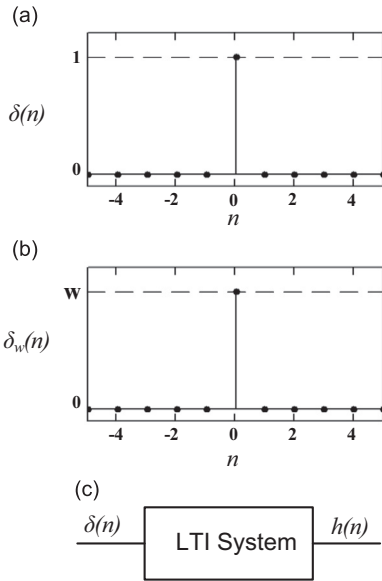 (a)
1
δ(n)
0
-4 -2 0 2 4
n
(b)
w
δw(n)
0
-4 -2 0 2 4
n
(c)
δ(n) LTI System h(n)